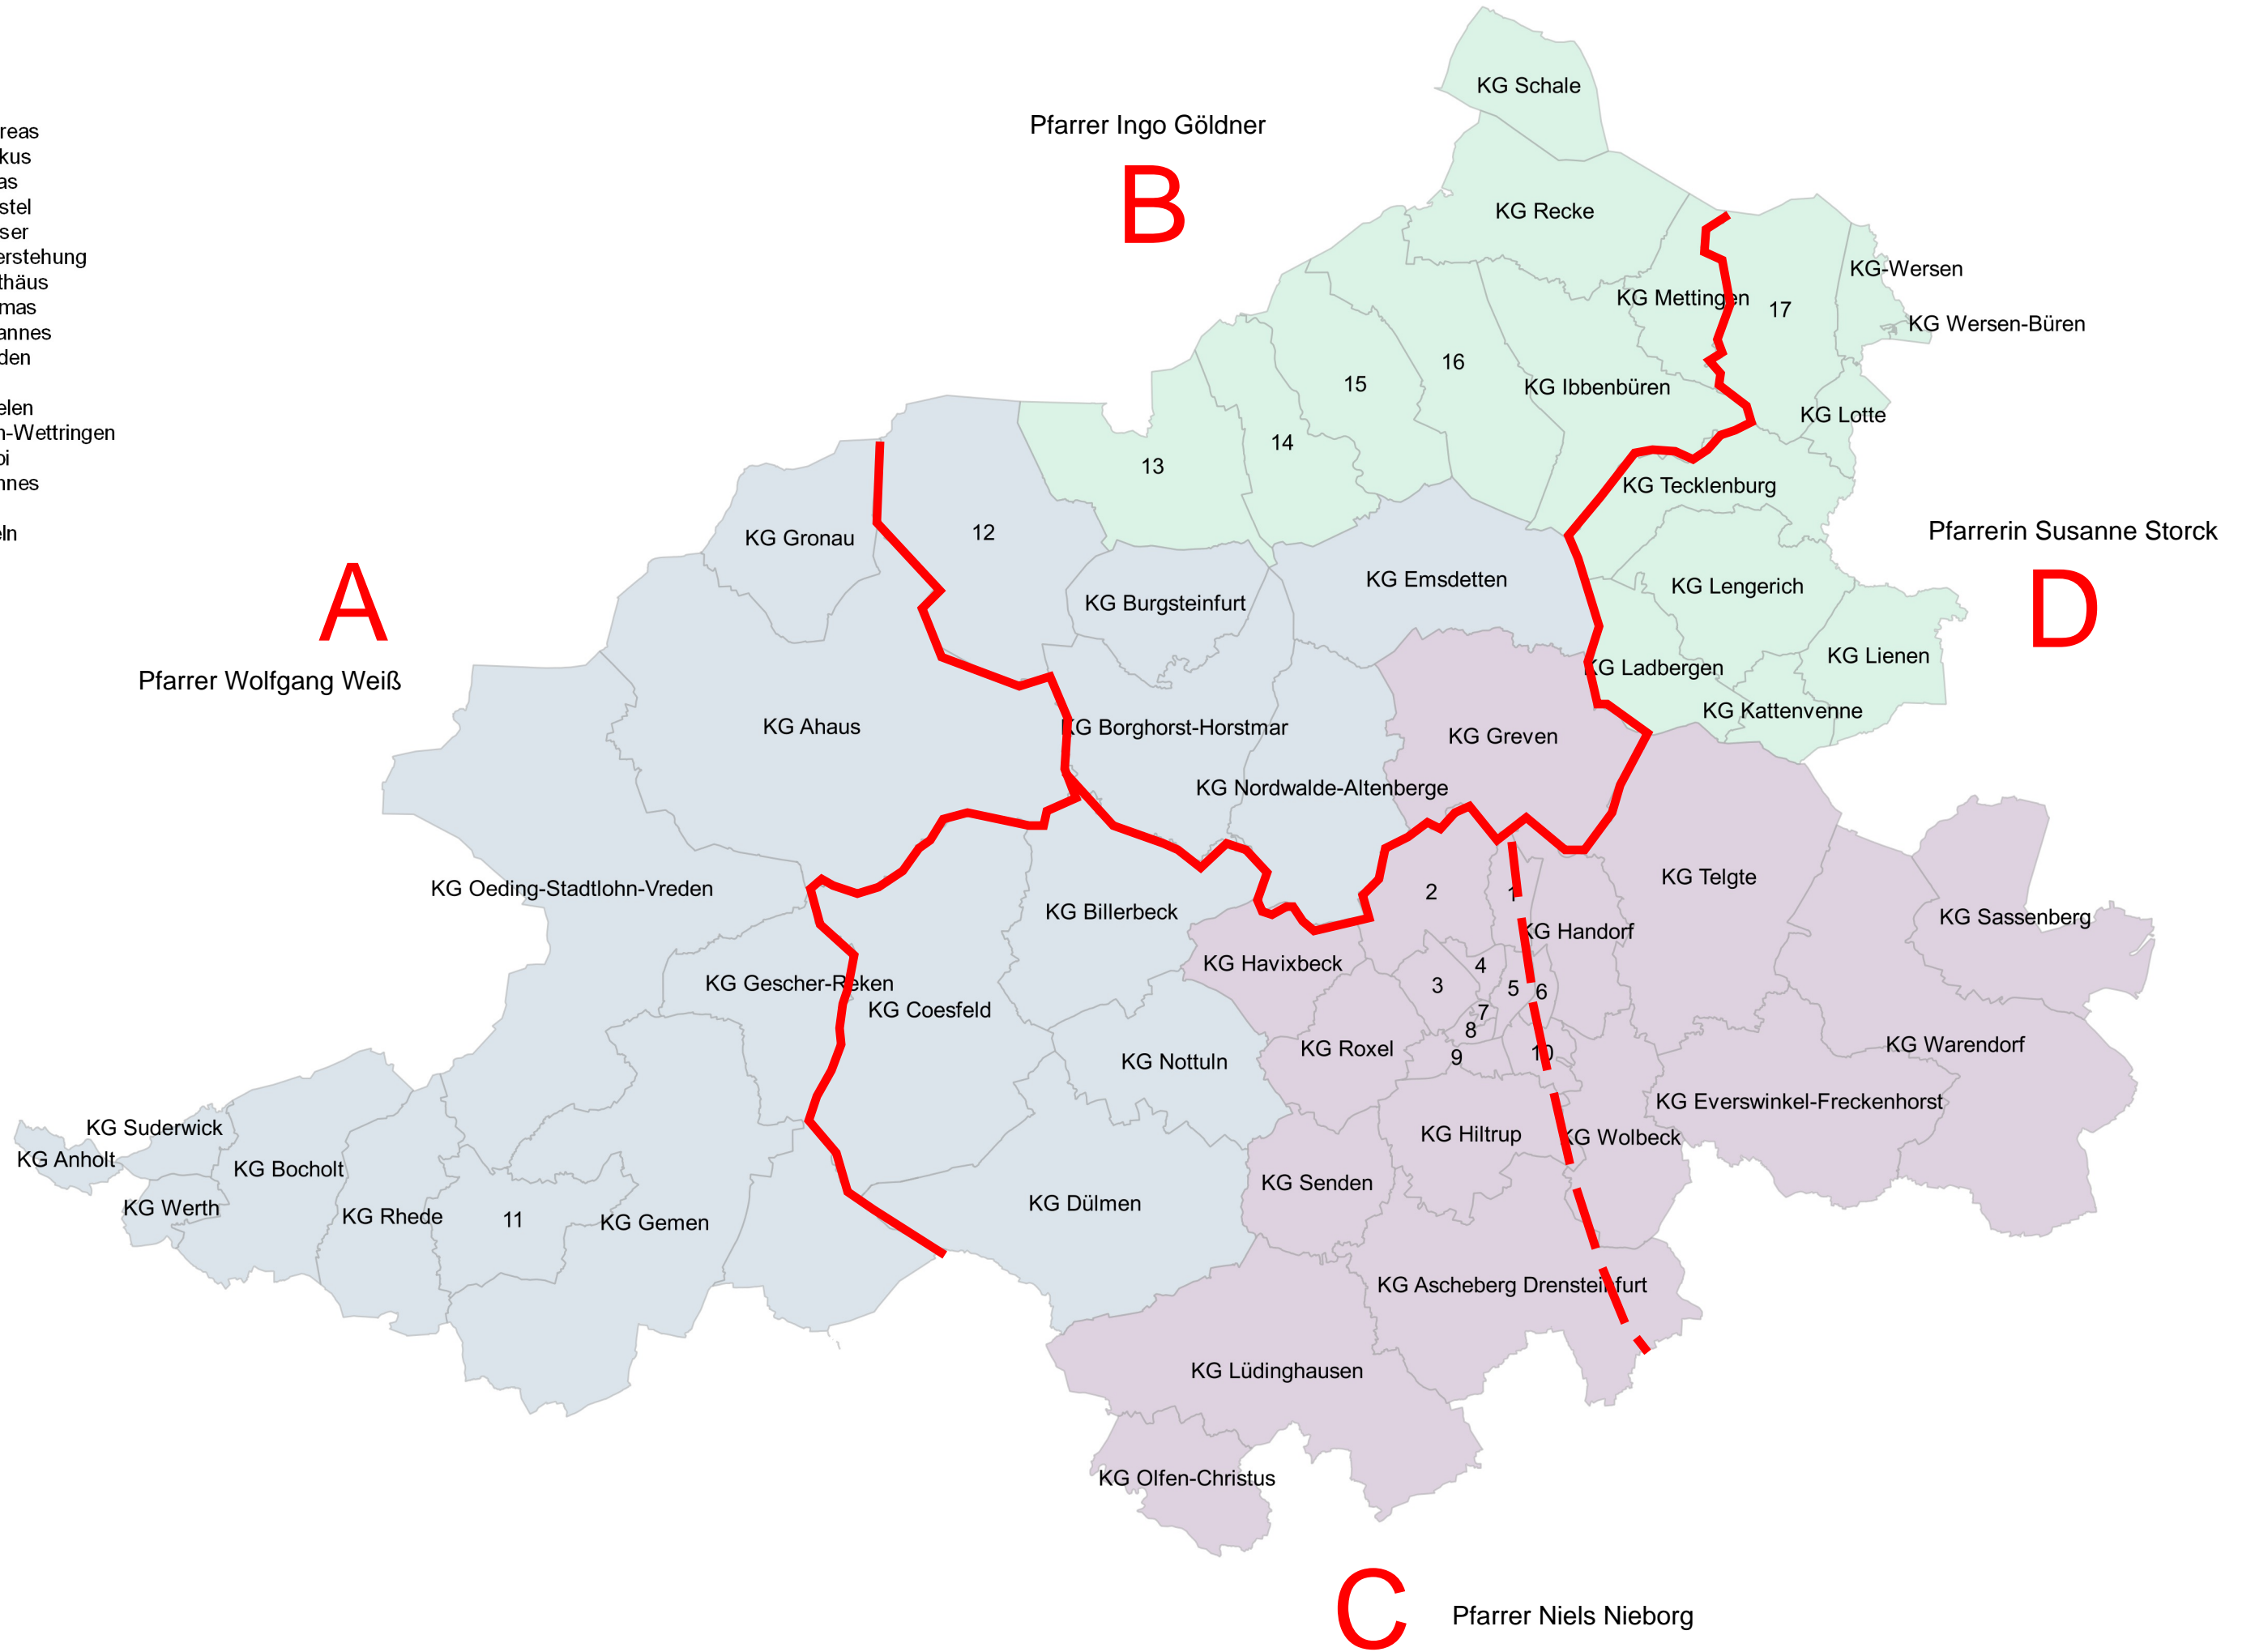 reas
kus
as
stel
ser
erstehung
thäus
mas
annes
den
elen
n-Wettringen
oi
nnes
eln
Pfarrer Ingo Göldner
B
A
Pfarrer Wolfgang Weiß
Pfarrerin Susanne Storck
D
C
Pfarrer Niels Nieborg
KG Schale
KG Recke
KG-Wersen
KG Mettingen
17
KG Wersen-Büren
16
15
KG Ibbenbüren
KG Lotte
14
13
KG Tecklenburg
12
KG Gronau
KG Emsdetten
KG Lengerich
KG Burgsteinfurt
KG Lienen
KG Ladbergen
KG Kattenvenne
KG Ahaus
KG Borghorst-Horstmar
KG Greven
KG Nordwalde-Altenberge
KG Telgte
KG Oeding-Stadtlohn-Vreden
2
1
KG Billerbeck
KG Sassenberg
KG Handorf
KG Havixbeck
4
KG Gescher-Reken
3
5
6
KG Coesfeld
7
8
KG Roxel
9
10
KG Warendorf
KG Nottuln
KG Everswinkel-Freckenhorst
KG Suderwick
KG Hiltrup
KG Wolbeck
KG Anholt
KG Bocholt
KG Senden
KG Dülmen
KG Werth
KG Rhede
11
KG Gemen
KG Ascheberg Drensteinfurt
KG Lüdinghausen
KG Olfen-Christus